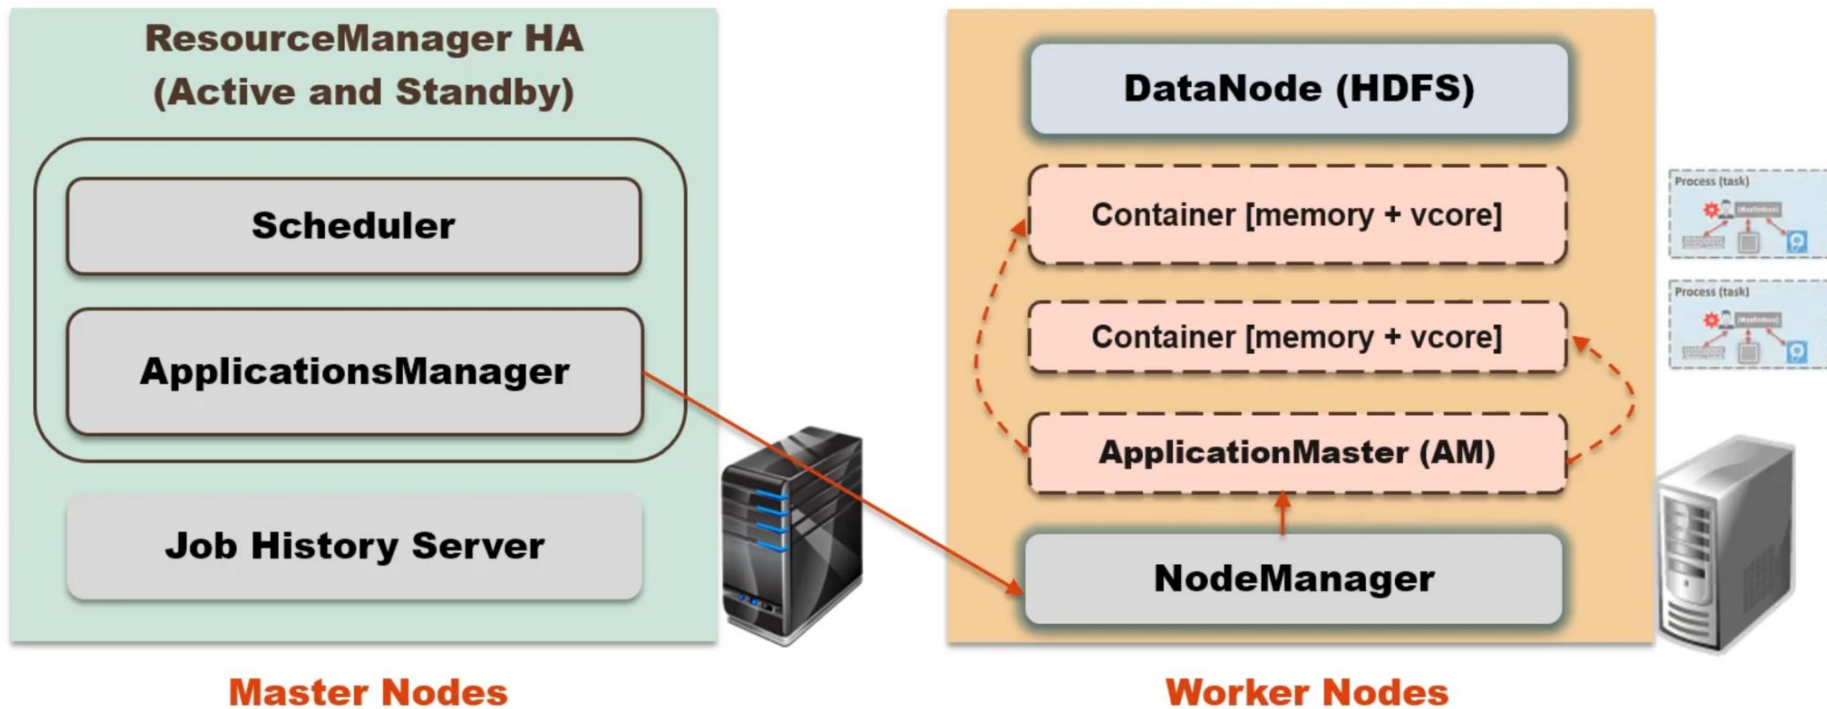 ResourceManager HA
(Active and Standby)
Scheduler
ApplicationsManager
Job History Server
Master Nodes
DataNode (HDFS)
Container [memory + vcore]
Container [memory + vcore]
ApplicationMaster (AM)
NodeManager
Worker Nodes
Process (task)
Process (task)